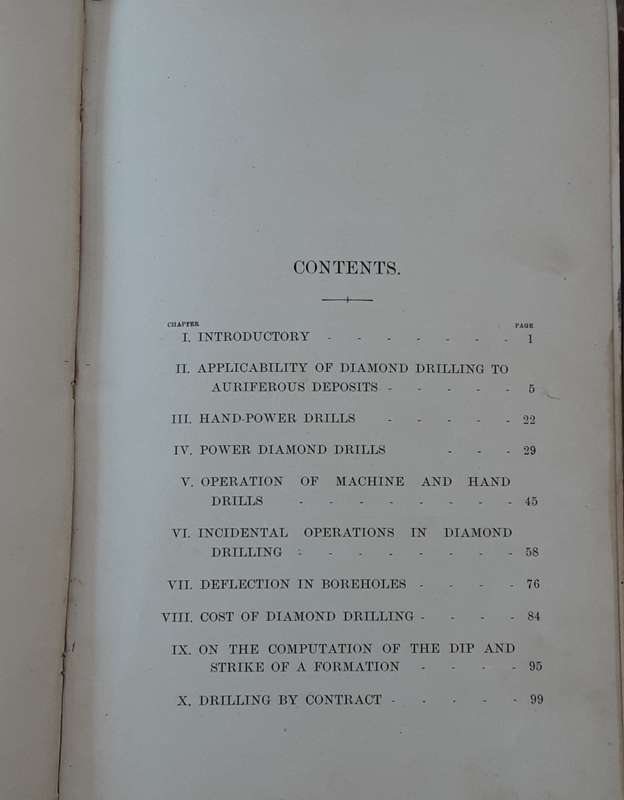 CONTENTS.
CHAPTER PAGE
I. INTRODUCTORY - - - - - - - 1
II. APPLICABILITY OF DIAMOND DRILLING TO
AURIFEROUS DEPOSITS - - - - - 5
III. HAND-POWER DRILLS - - - - - 22
IV. POWER DIAMOND DRILLS - - - 29
V. OPERATION OF MACHINE AND HAND
DRILLS - - - - - - - - 45
VI. INCIDENTAL OPERATIONS IN DIAMOND
DRILLING - - - - - - - - 58
VII. DEFLECTION IN BOREHOLES - - - - 76
VIII. COST OF DIAMOND DRILLING - - - - 84
IX. ON THE COMPUTATION OF THE DIP AND
STRIKE OF A FORMATION - - - - 95
X. DRILLING BY CONTRACT - - - - - 99